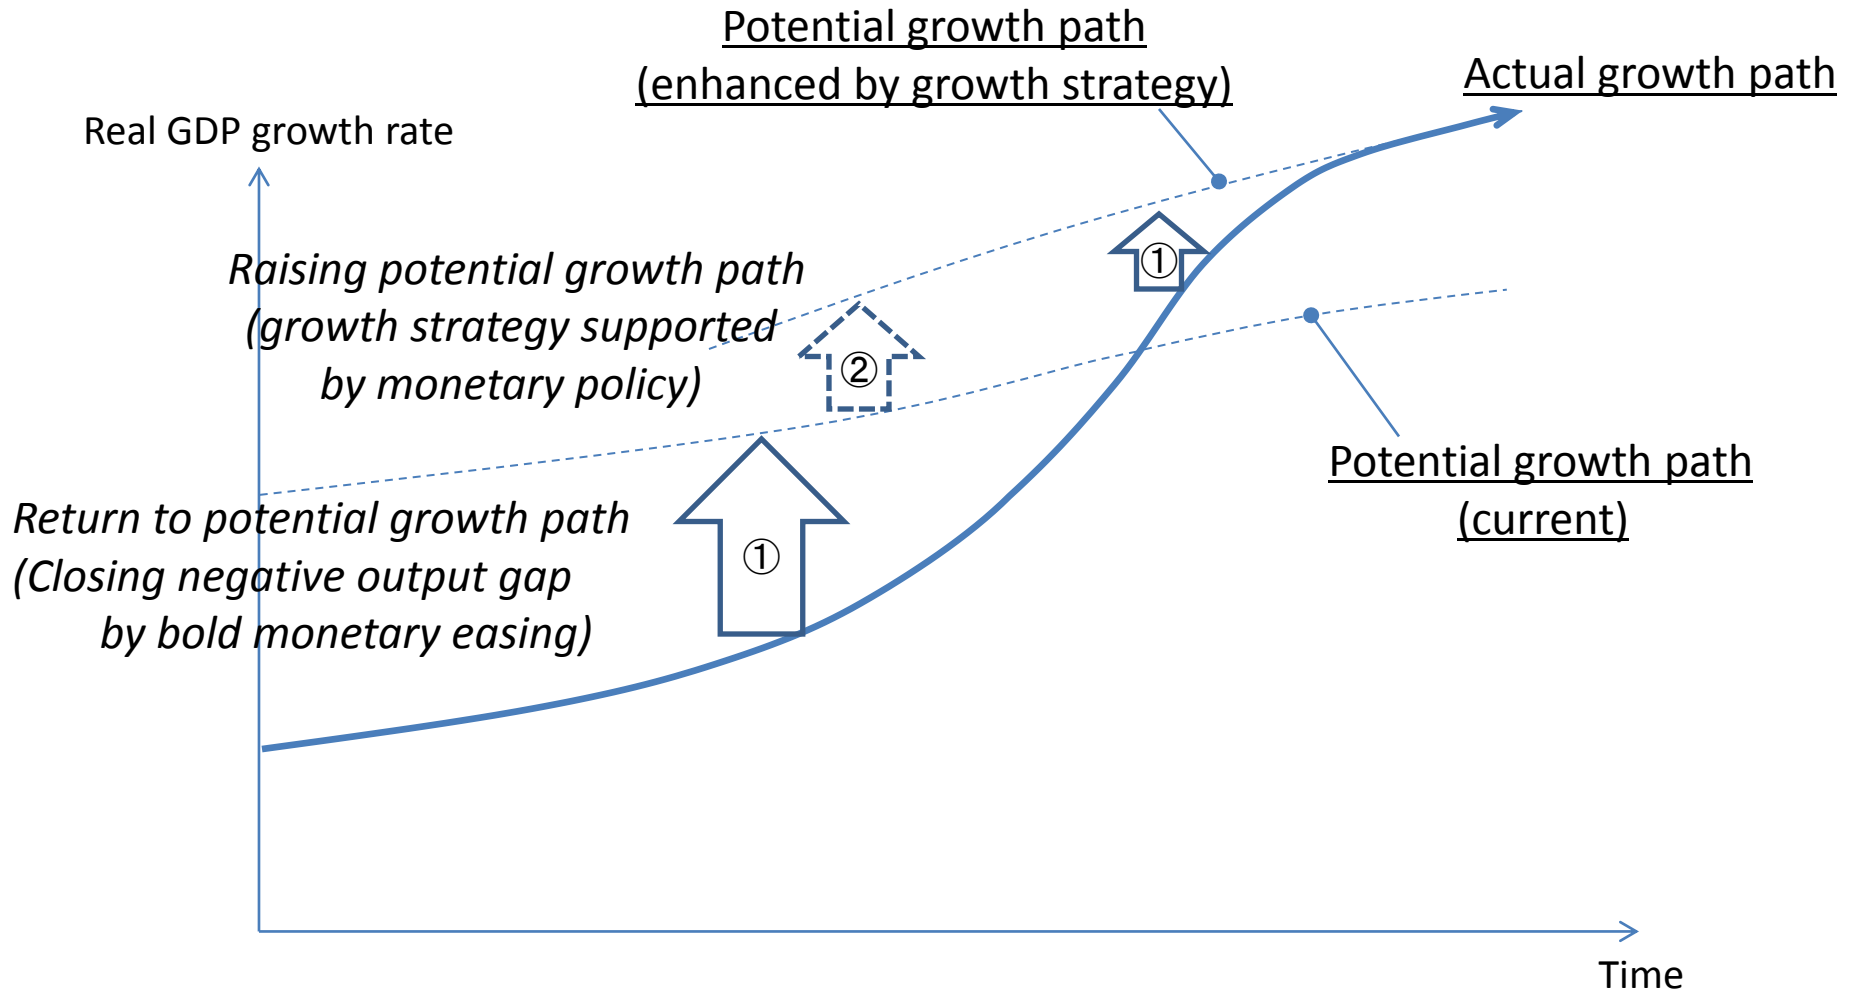 Potential growth path
(enhanced by growth strategy)
Actual growth path
Real GDP growth rate
Raising potential growth path
(growth strategy supported
by monetary policy)
①
②
Potential growth path
(current)
Return to potential growth path
(Closing negative output gap
by bold monetary easing)
①
Time